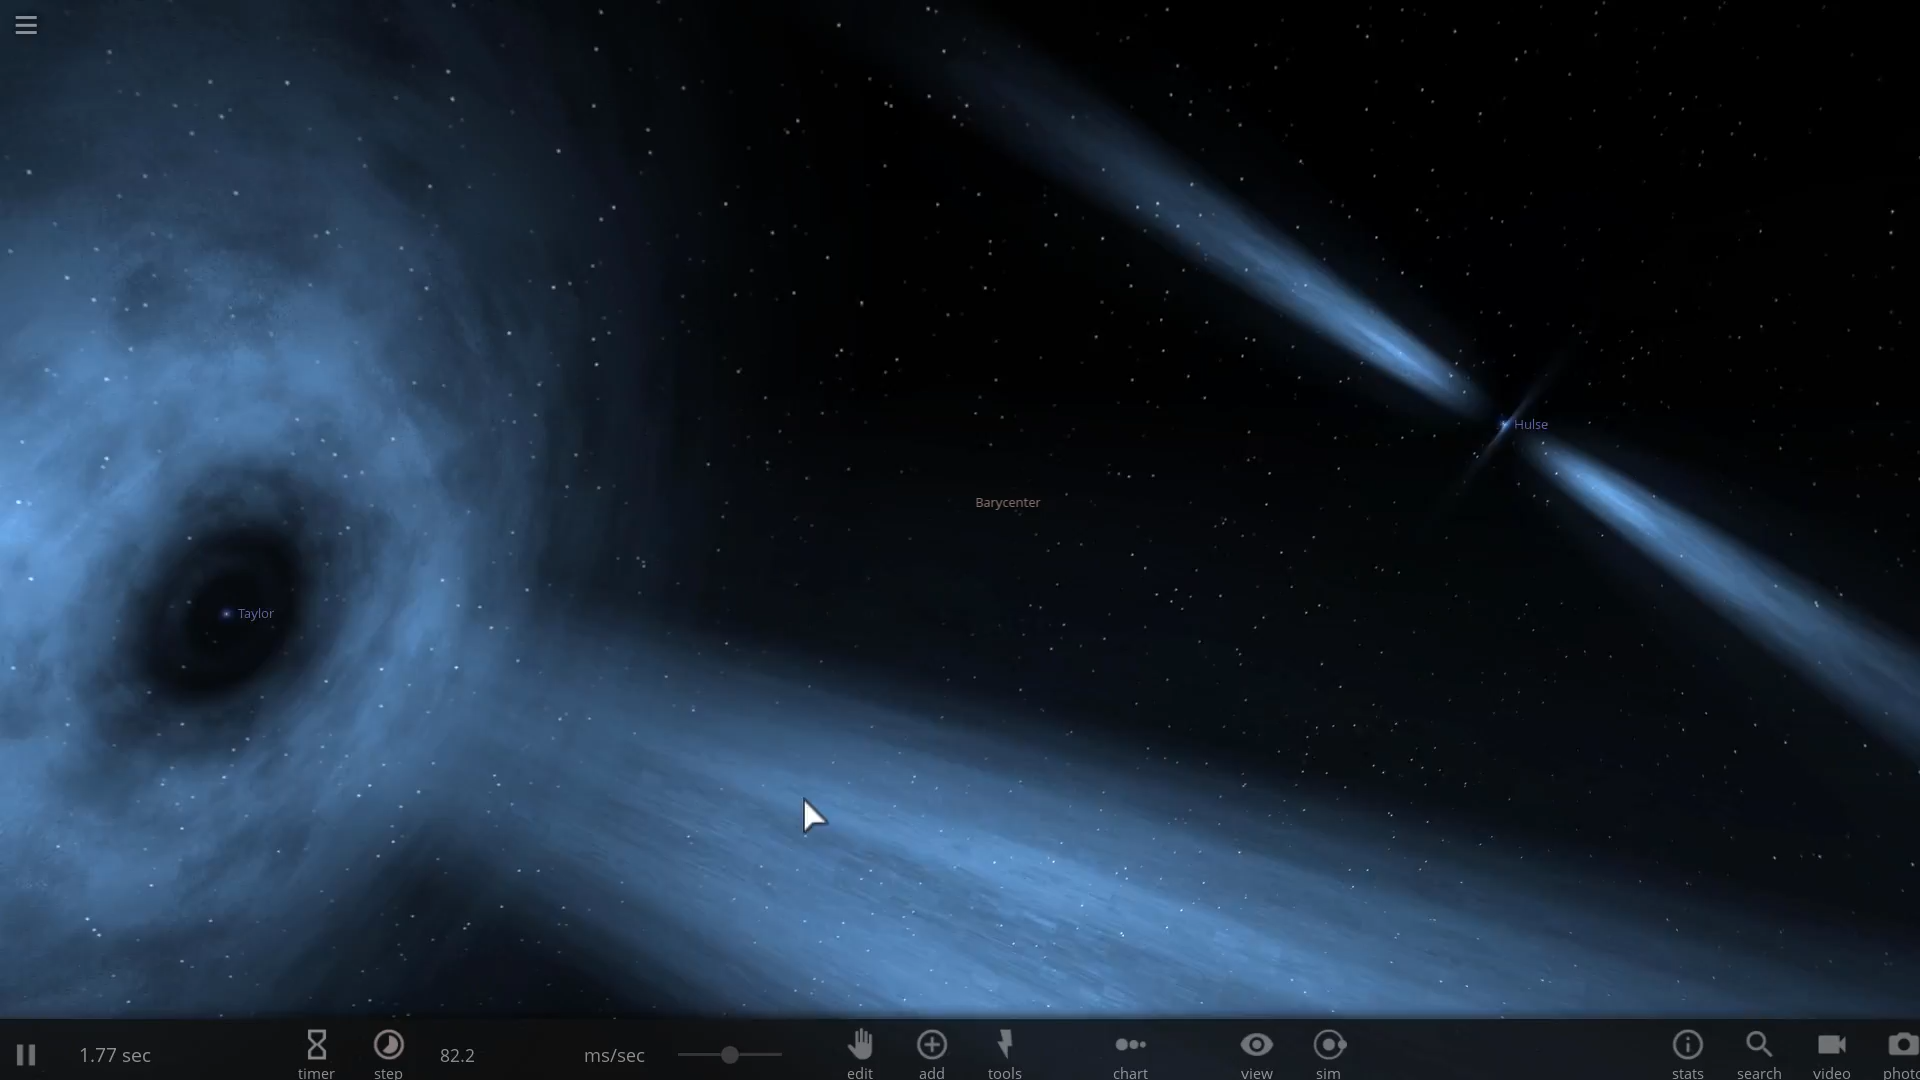 Hulse
Barycenter
Taylor
1.77 sec
timer
step
82.2
ms/sec
edit
add
tools
chart
view
sim
stats
search
video
photo